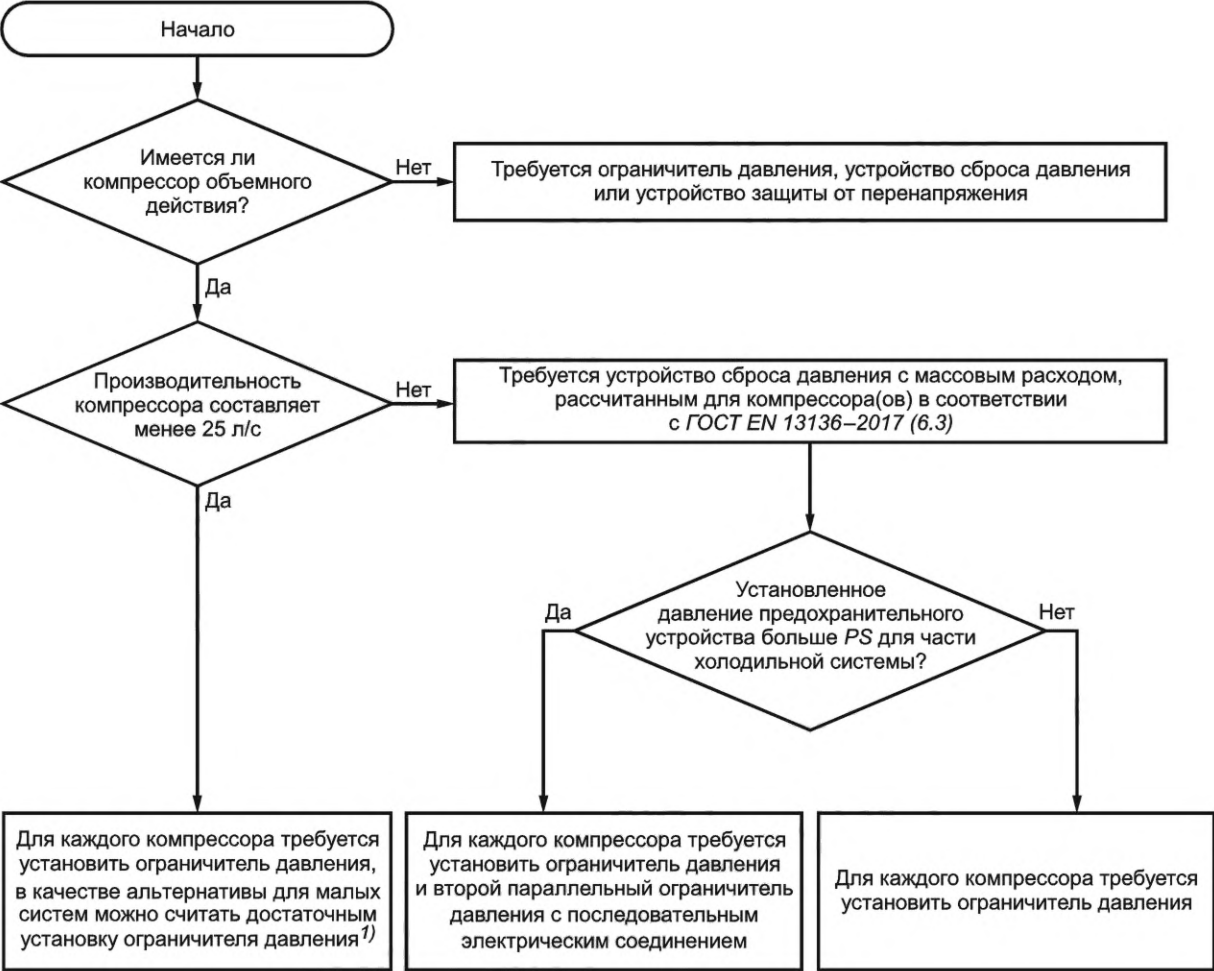 Начало
Имеется ли
компрессор объемного
действия?
Нет
Требуется ограничитель давления, устройство сброса давления
или устройство защиты от перенапряжения
Да
Производительность
компрессора составляет
менее 25 л/с
Нет
Требуется устройство сброса давления с массовым расходом,
рассчитанным для компрессора(ов) в соответствии
с ГОСТ EN 13136–2017 (6.3)
Да
Установленное
давление предохранительного
устройства больше PS для части
холодильной системы?
Да
Нет
Для каждого компрессора требуется
установить ограничитель давления,
в качестве альтернативы для малых
систем можно считать достаточным
установку ограничителя давления1)
Для каждого компрессора требуется
установить ограничитель давления
и второй параллельный ограничитель
давления с последовательным
электрическим соединением
Для каждого компрессора требуется
установить ограничитель давления